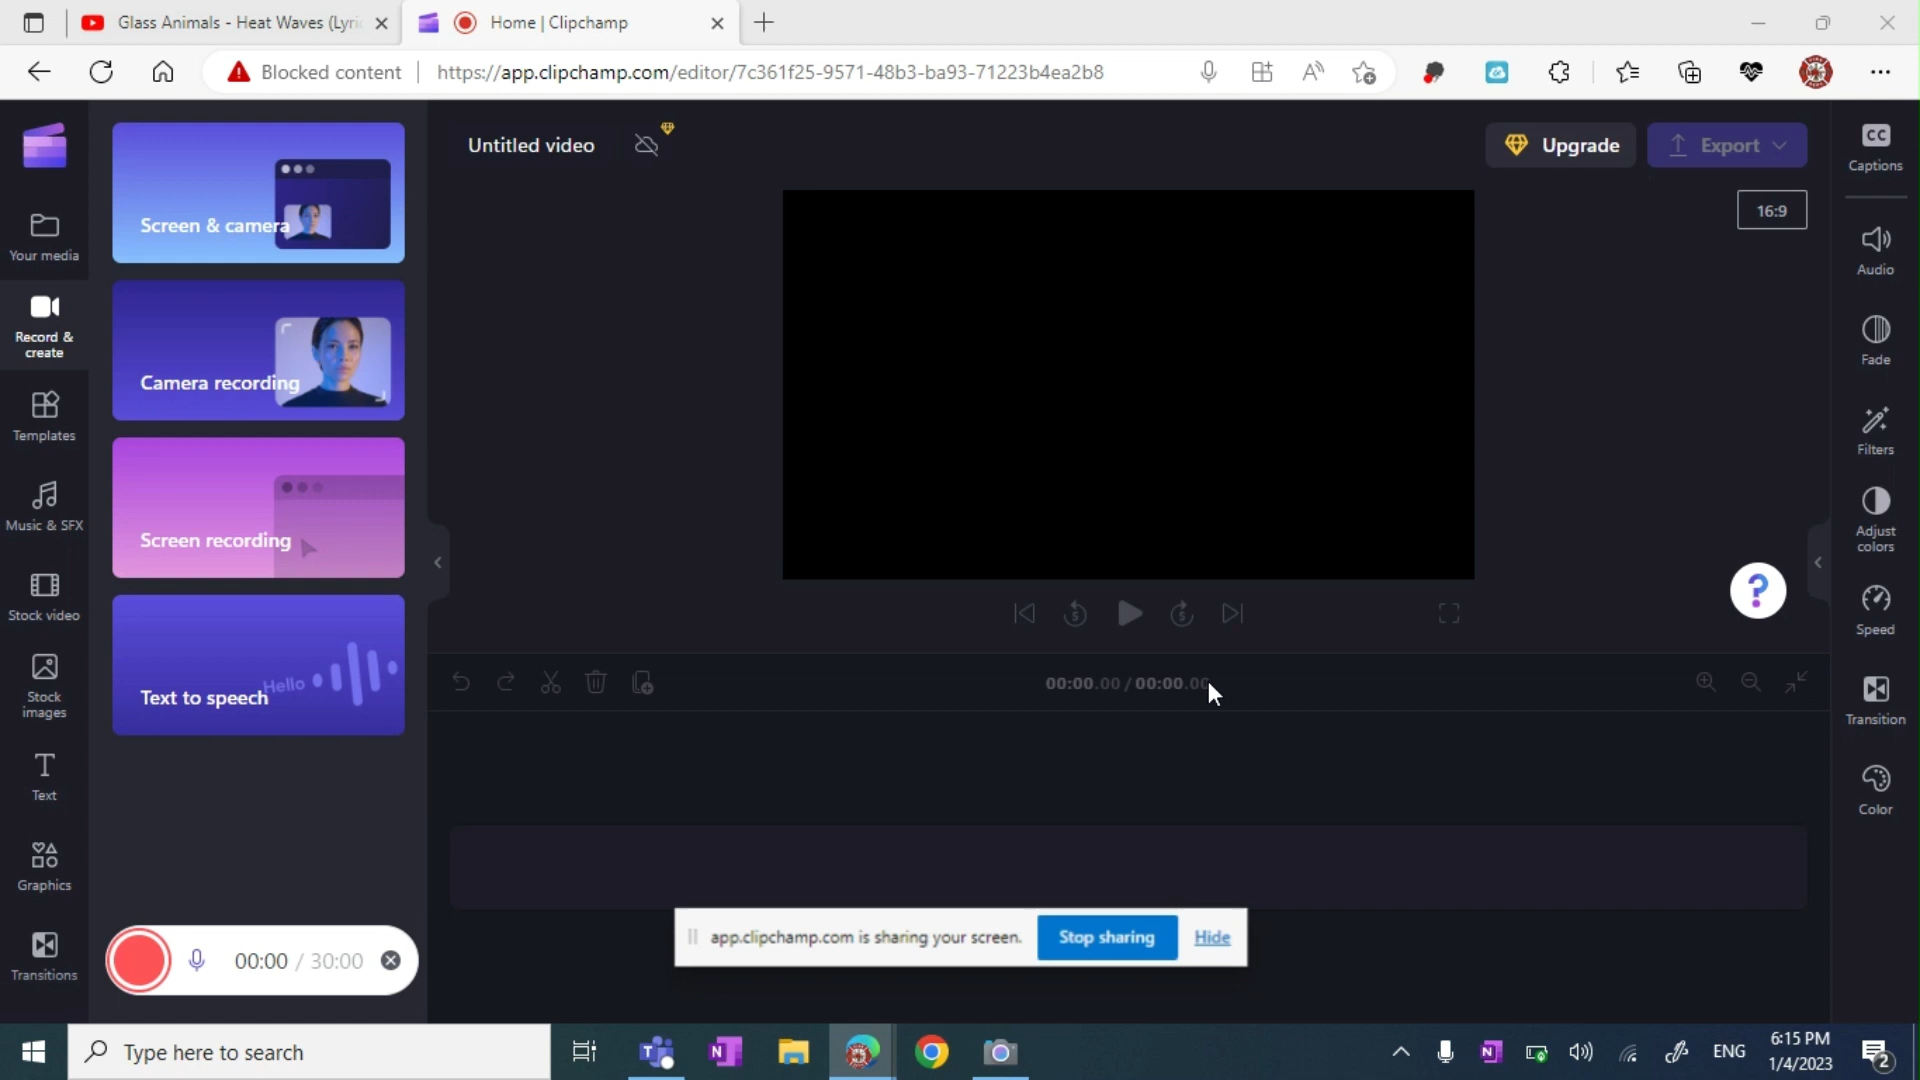 Glass Animals - Heat Waves (Lyri
Home | Clipchamp
Blocked content
https://app.clipchamp.com/editor/7c361f25-9571-48b3-ba93-71223b4ea2b8
Your media
Record &
create
Templates
Music & SFX
Stock video
Stock
images
Text
Graphics
Transitions
Screen & camera
Camera recording
Screen recording
Hello
Text to speech
00:00 / 30:00
Untitled video
Upgrade
Export
16:9
5
5
?
00:00.00 / 00:00.00
app.clipchamp.com is sharing your screen.
Stop sharing
Hide
CC
Captions
Audio
Fade
Filters
Adjust
colors
Speed
Transition
Color
Type here to search
ENG
6:15 PM
1/4/2023
2